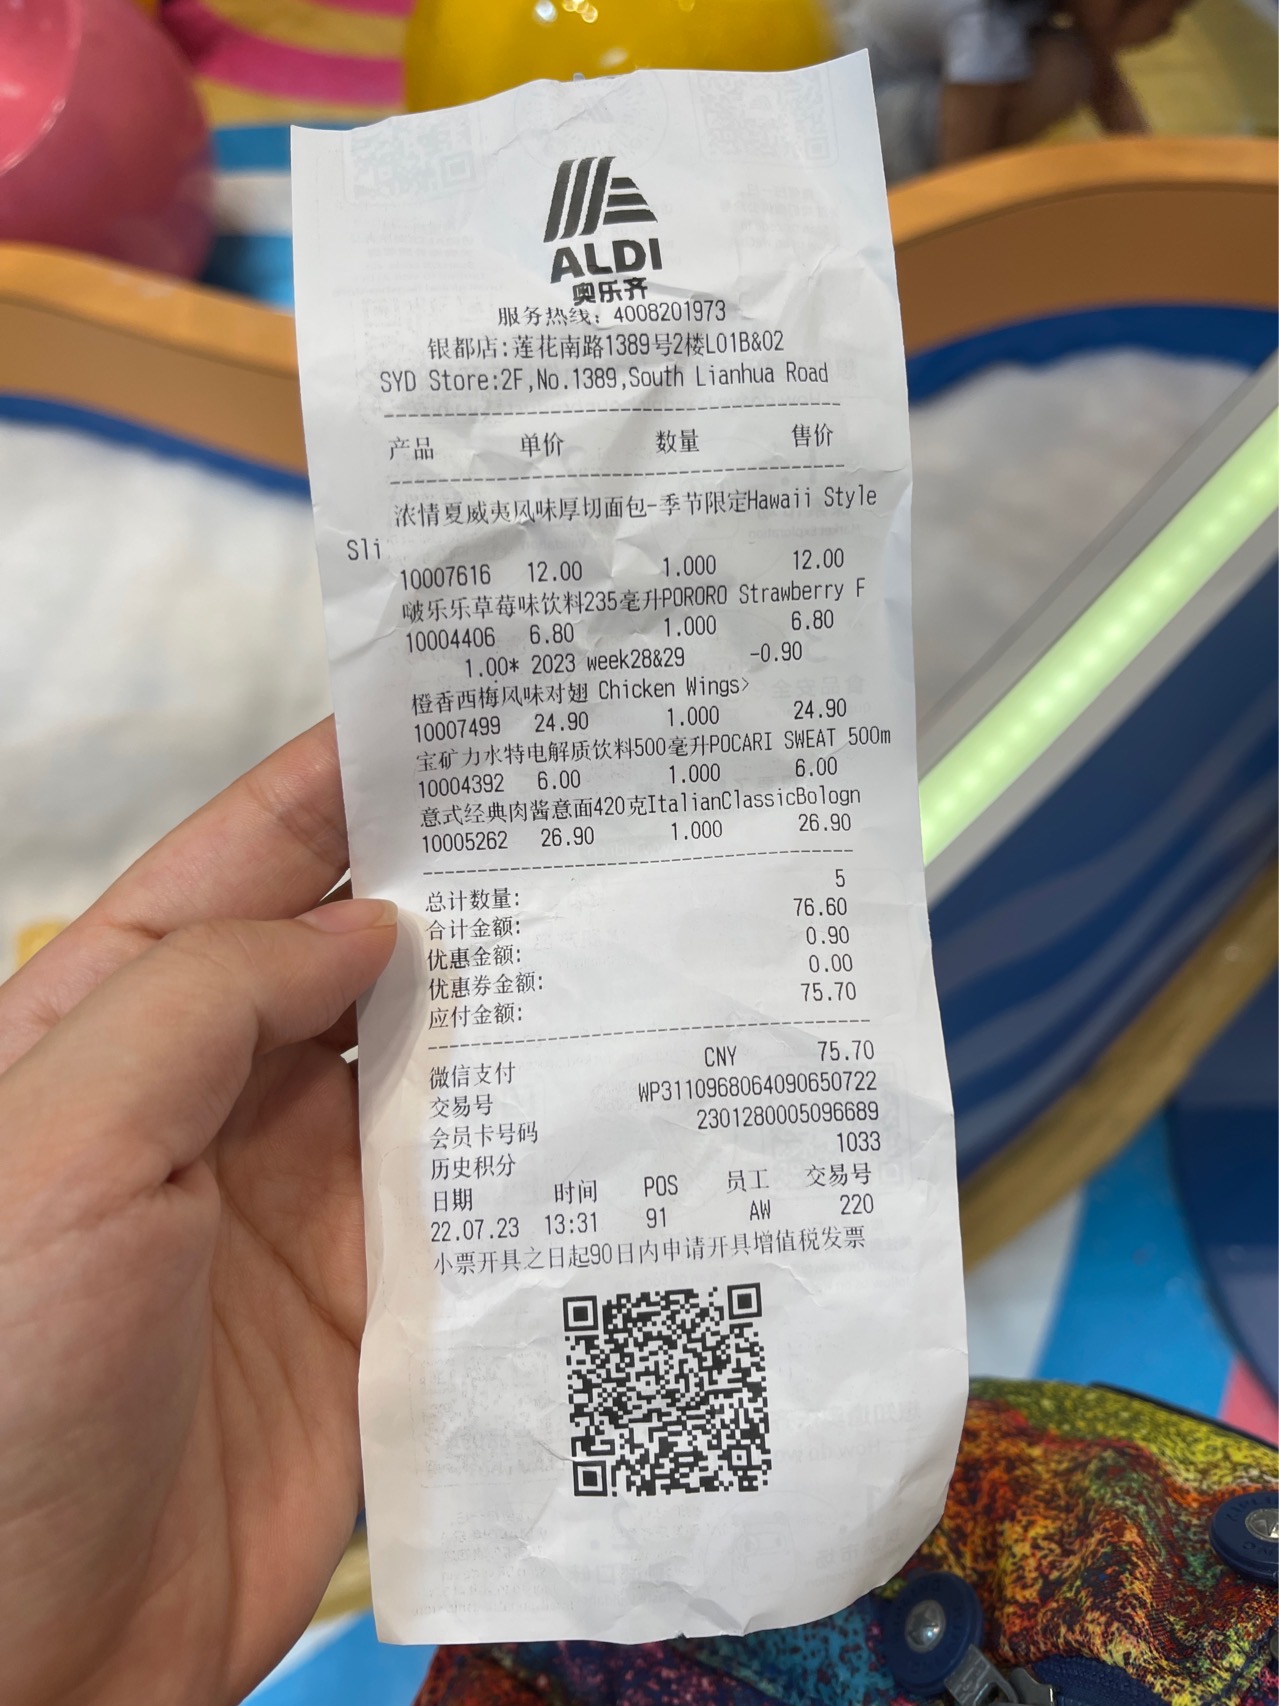 ALDI
奥乐齐
服务热线: 4008201973
银都店:莲花南路1389号2楼L01B&02
SYD Store:2F,No.1389,South Lianhua Road
产品 单价 数量 售价
浓情夏威夷风味厚切面包-季节限定Hawaii Style
Sli
10007616 12.00 1.000 12.00
啵乐乐草莓味饮料235毫升PORORO Strawberry F
10004406 6.80 1.000 6.80
1.00* 2023 week28&29 -0.90
橙香西梅风味对翅 Chicken Wings>
10007499 24.90 1.000 24.90
宝矿力水特电解质饮料500毫升POCARI SWEAT 500m
10004392 6.00 1.000 6.00
意式经典肉酱意面420克ItalianClassicBologn
10005262 26.90 1.000 26.90
总计数量: 5
合计金额: 76.60
优惠金额: 0.90
优惠券金额: 0.00
应付金额: 75.70
微信支付 CNY 75.70
交易号 WP3110968064090650722
会员卡号码 2301280005096689
历史积分 1033
日期 时间 POS 员工 交易号
22.07.23 13:31 91 AW 220
小票开具之日起90日内申请开具增值税发票